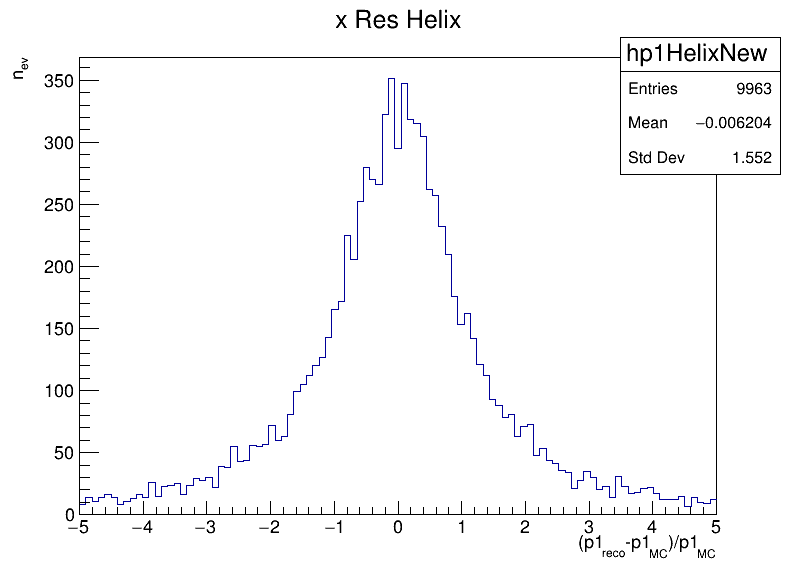 x Res Helix
hp1HelixNew
Entries 9963
Mean −0.006204
Std Dev 1.552
n_ev
350
300
250
200
150
100
50
0
−5 −4 −3 −2 −1 0 1 2 3 4 5
(p1_reco-p1_MC)/p1_MC